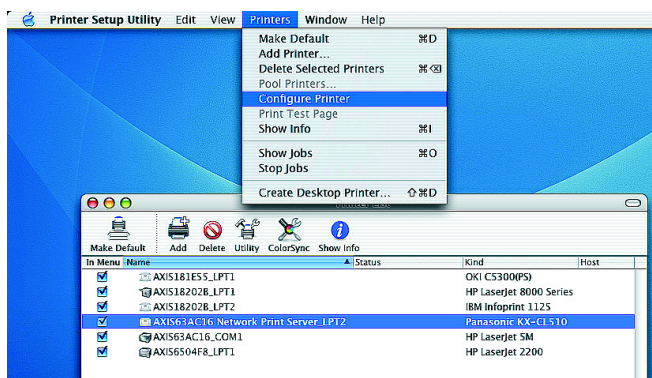 Printer Setup Utility Edit View Printers Window Help
Make Default ⌘D
Add Printer...
Delete Selected Printers ⌘⌫
Pool Printers...
Configure Printer
Print Test Page
Show Info ⌘I
Show Jobs ⌘O
Stop Jobs
Create Desktop Printer... ⇧⌘D
Make Default Add Delete Utility ColorSync Show Info
In Menu Name Status Kind Host
AXIS181E55_LPT1 OKI C5300(PS)
AXIS18202B_LPT1 HP LaserJet 8000 Series
AXIS18202B_LPT2 IBM Infoprint 1125
AXIS63AC16 Network Print Server_LPT2 Panasonic KX-CL510
AXIS63AC16_COM1 HP LaserJet 5M
AXIS6504F8_LPT1 HP LaserJet 2200